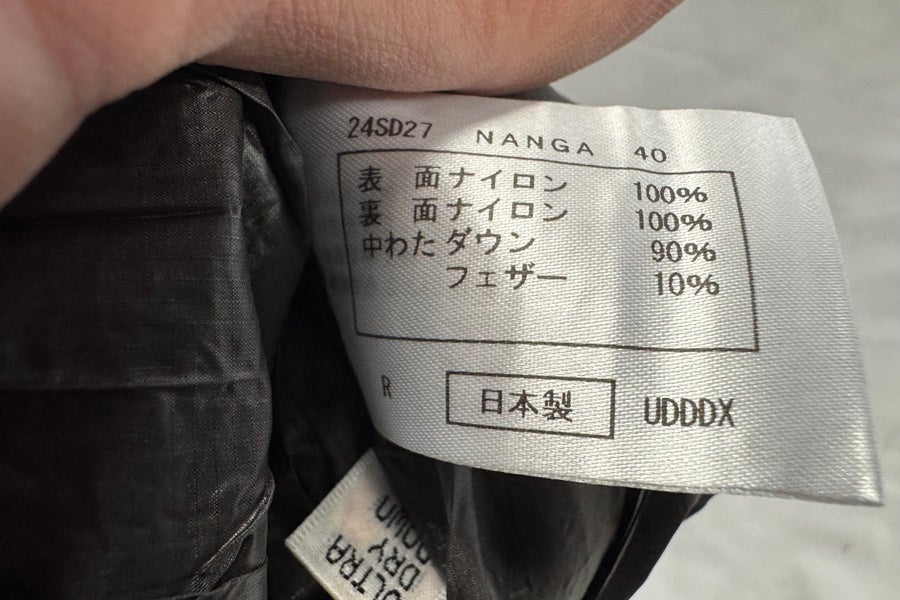 24SD27 NANGA 40
表 面 ナイロン 100%
裏 面 ナイロン 100%
中わた ダウン 90%
フェザー 10%
R 日本製 UDDDX
ULTRA
DRY
DOWN